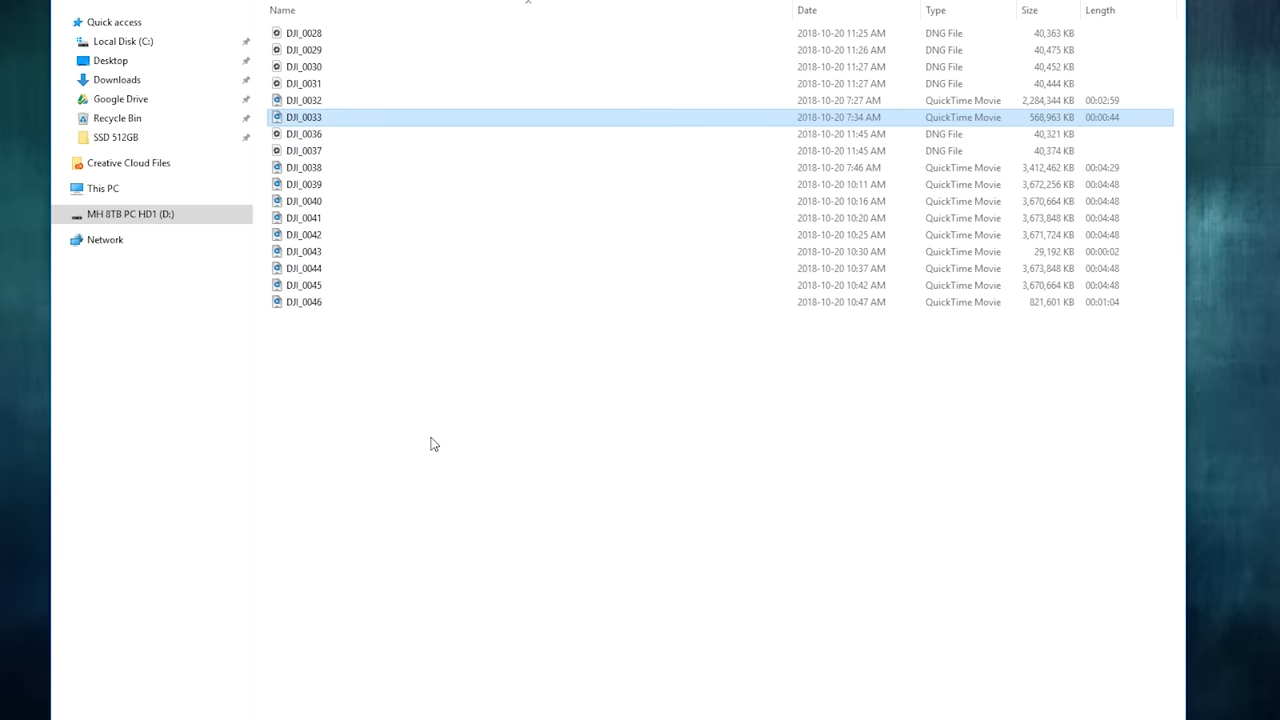 Name Date Type Size Length
Quick access
Local Disk (C:)
Desktop
Downloads
Google Drive
Recycle Bin
SSD 512GB
Creative Cloud Files
This PC
MH 8TB PC HD1 (D:)
Network
DJI_0028 2018-10-20 11:25 AM DNG File 40,363 KB
DJI_0029 2018-10-20 11:26 AM DNG File 40,475 KB
DJI_0030 2018-10-20 11:27 AM DNG File 40,452 KB
DJI_0031 2018-10-20 11:27 AM DNG File 40,444 KB
DJI_0032 2018-10-20 7:27 AM QuickTime Movie 2,284,344 KB 00:02:59
DJI_0033 2018-10-20 7:34 AM QuickTime Movie 568,963 KB 00:00:44
DJI_0036 2018-10-20 11:45 AM DNG File 40,321 KB
DJI_0037 2018-10-20 11:45 AM DNG File 40,374 KB
DJI_0038 2018-10-20 7:46 AM QuickTime Movie 3,412,462 KB 00:04:29
DJI_0039 2018-10-20 10:11 AM QuickTime Movie 3,672,256 KB 00:04:48
DJI_0040 2018-10-20 10:16 AM QuickTime Movie 3,670,664 KB 00:04:48
DJI_0041 2018-10-20 10:20 AM QuickTime Movie 3,673,848 KB 00:04:48
DJI_0042 2018-10-20 10:25 AM QuickTime Movie 3,671,724 KB 00:04:48
DJI_0043 2018-10-20 10:30 AM QuickTime Movie 29,192 KB 00:00:02
DJI_0044 2018-10-20 10:37 AM QuickTime Movie 3,673,848 KB 00:04:48
DJI_0045 2018-10-20 10:42 AM QuickTime Movie 3,670,664 KB 00:04:48
DJI_0046 2018-10-20 10:47 AM QuickTime Movie 821,601 KB 00:01:04